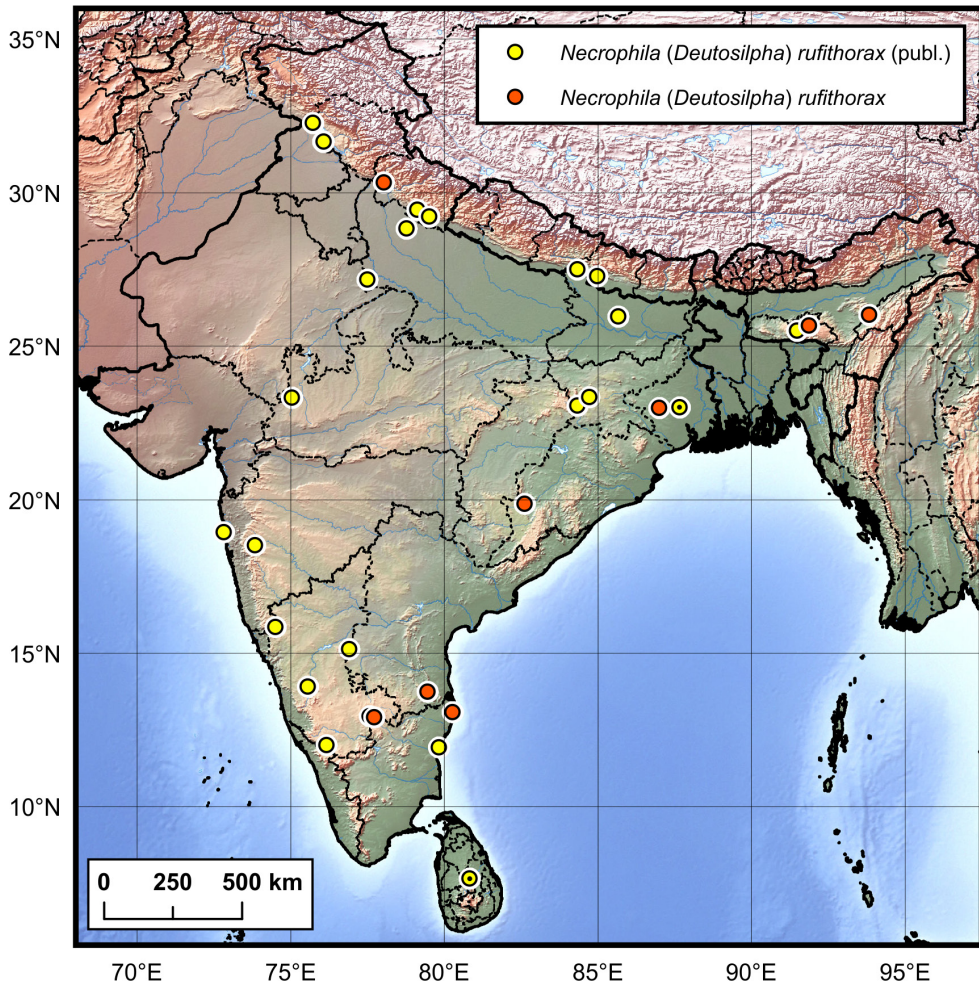 35°N
Necrophila (Deutosilpha) rufithorax (publ.)
Necrophila (Deutosilpha) rufithorax
30°N
25°N
20°N
15°N
10°N
0 250 500 km
70°E 75°E 80°E 85°E 90°E 95°E